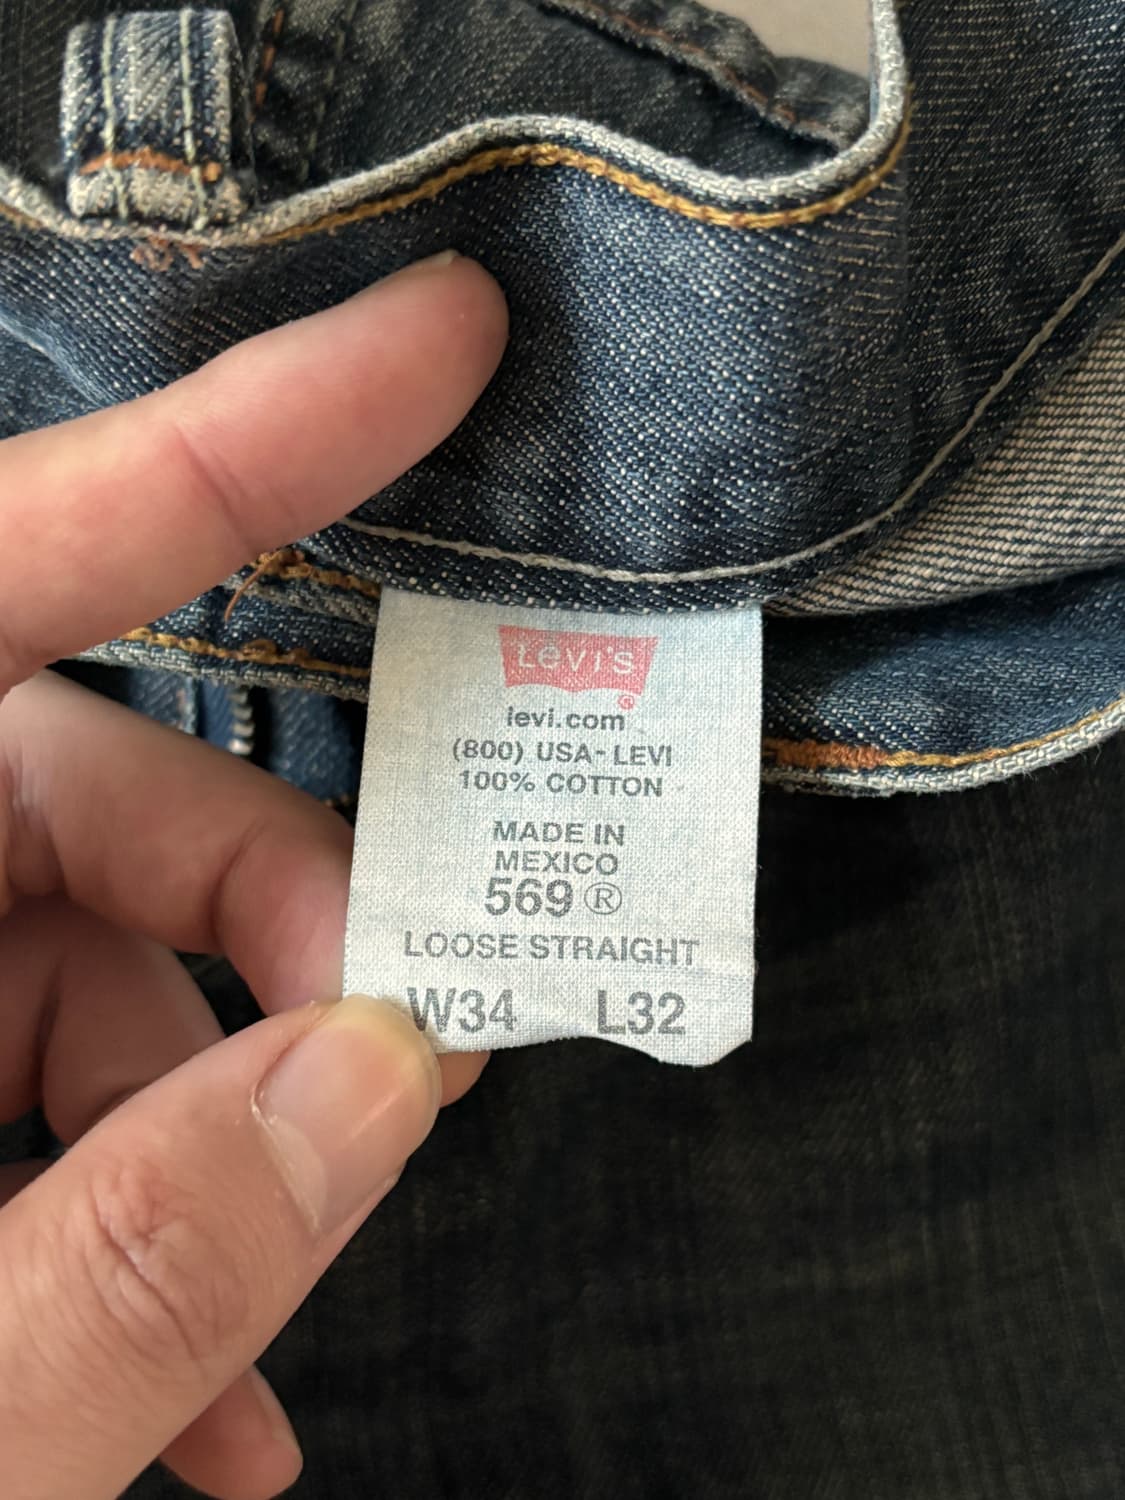 Levi's
®
levi.com
(800) USA-LEVI
100% COTTON
MADE IN
MEXICO
569 ®
LOOSE STRAIGHT
W34 L32